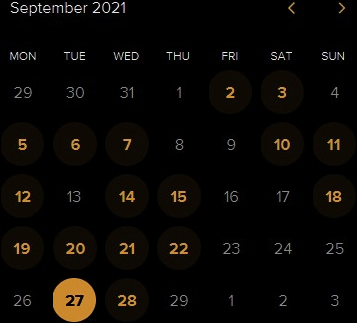 September 2021 < >
MON TUE WED THU FRI SAT SUN
29 30 31 1 2 3 4
5 6 7 8 9 10 11
12 13 14 15 16 17 18
19 20 21 22 23 24 25
26 27 28 29 1 2 3